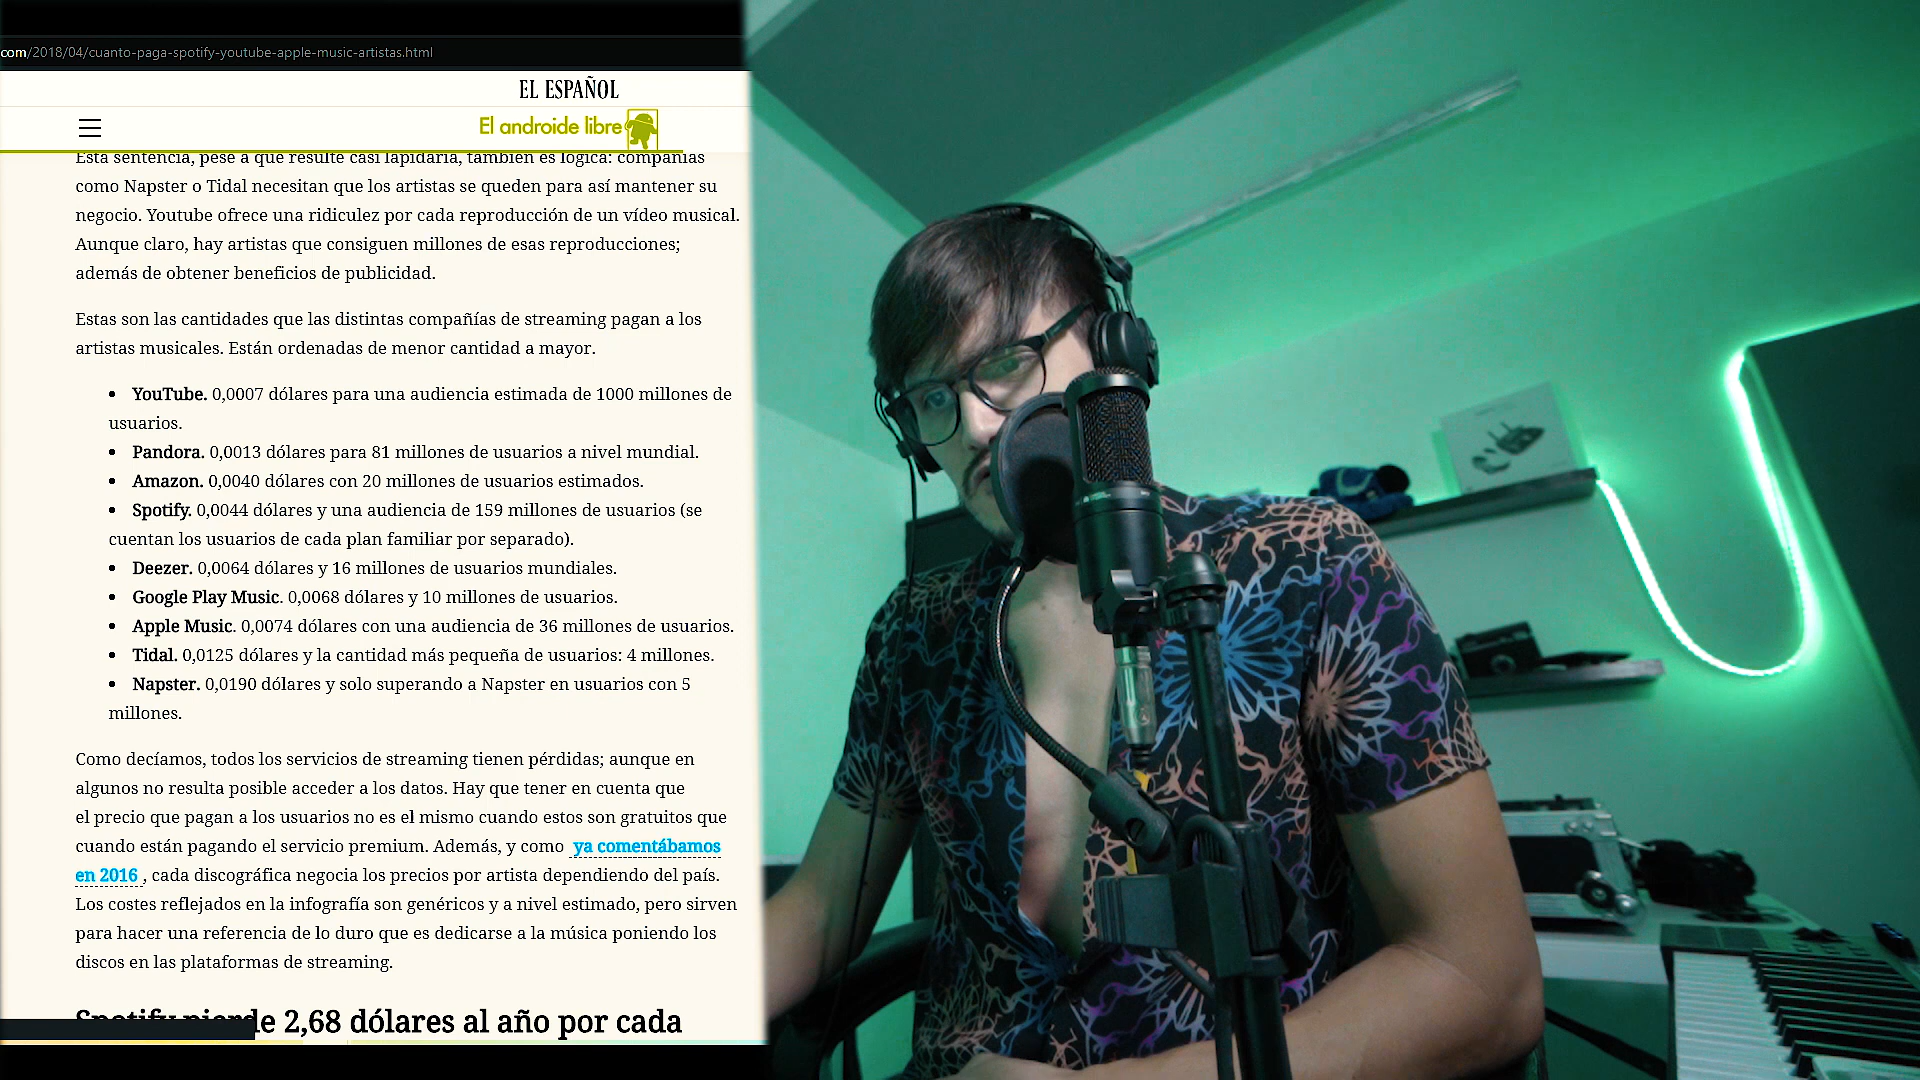 com/2018/04/cuanto-paga-spotify-youtube-apple-music-artistas.html
EL ESPAÑOL
El androide libre
Esta sentencia, pese a que resulte casi lapidaria, también es lógica: compañías
como Napster o Tidal necesitan que los artistas se queden para así mantener su
negocio. Youtube ofrece una ridiculez por cada reproducción de un vídeo musical.
Aunque claro, hay artistas que consiguen millones de esas reproducciones;
además de obtener beneficios de publicidad.
Estas son las cantidades que las distintas compañías de streaming pagan a los
artistas musicales. Están ordenadas de menor cantidad a mayor.
• YouTube. 0,0007 dólares para una audiencia estimada de 1000 millones de
usuarios.
• Pandora. 0,0013 dólares para 81 millones de usuarios a nivel mundial.
• Amazon. 0,0040 dólares con 20 millones de usuarios estimados.
• Spotify. 0,0044 dólares y una audiencia de 159 millones de usuarios (se
cuentan los usuarios de cada plan familiar por separado).
• Deezer. 0,0064 dólares y 16 millones de usuarios mundiales.
• Google Play Music. 0,0068 dólares y 10 millones de usuarios.
• Apple Music. 0,0074 dólares con una audiencia de 36 millones de usuarios.
• Tidal. 0,0125 dólares y la cantidad más pequeña de usuarios: 4 millones.
• Napster. 0,0190 dólares y solo superando a Napster en usuarios con 5
millones.
Como decíamos, todos los servicios de streaming tienen pérdidas; aunque en
algunos no resulta posible acceder a los datos. Hay que tener en cuenta que
el precio que pagan a los usuarios no es el mismo cuando estos son gratuitos que
cuando están pagando el servicio premium. Además, y como ya comentábamos
en 2016 , cada discográfica negocia los precios por artista dependiendo del país.
Los costes reflejados en la infografía son genéricos y a nivel estimado, pero sirven
para hacer una referencia de lo duro que es dedicarse a la música poniendo los
discos en las plataformas de streaming.
Spotify pierde 2,68 dólares al año por cada